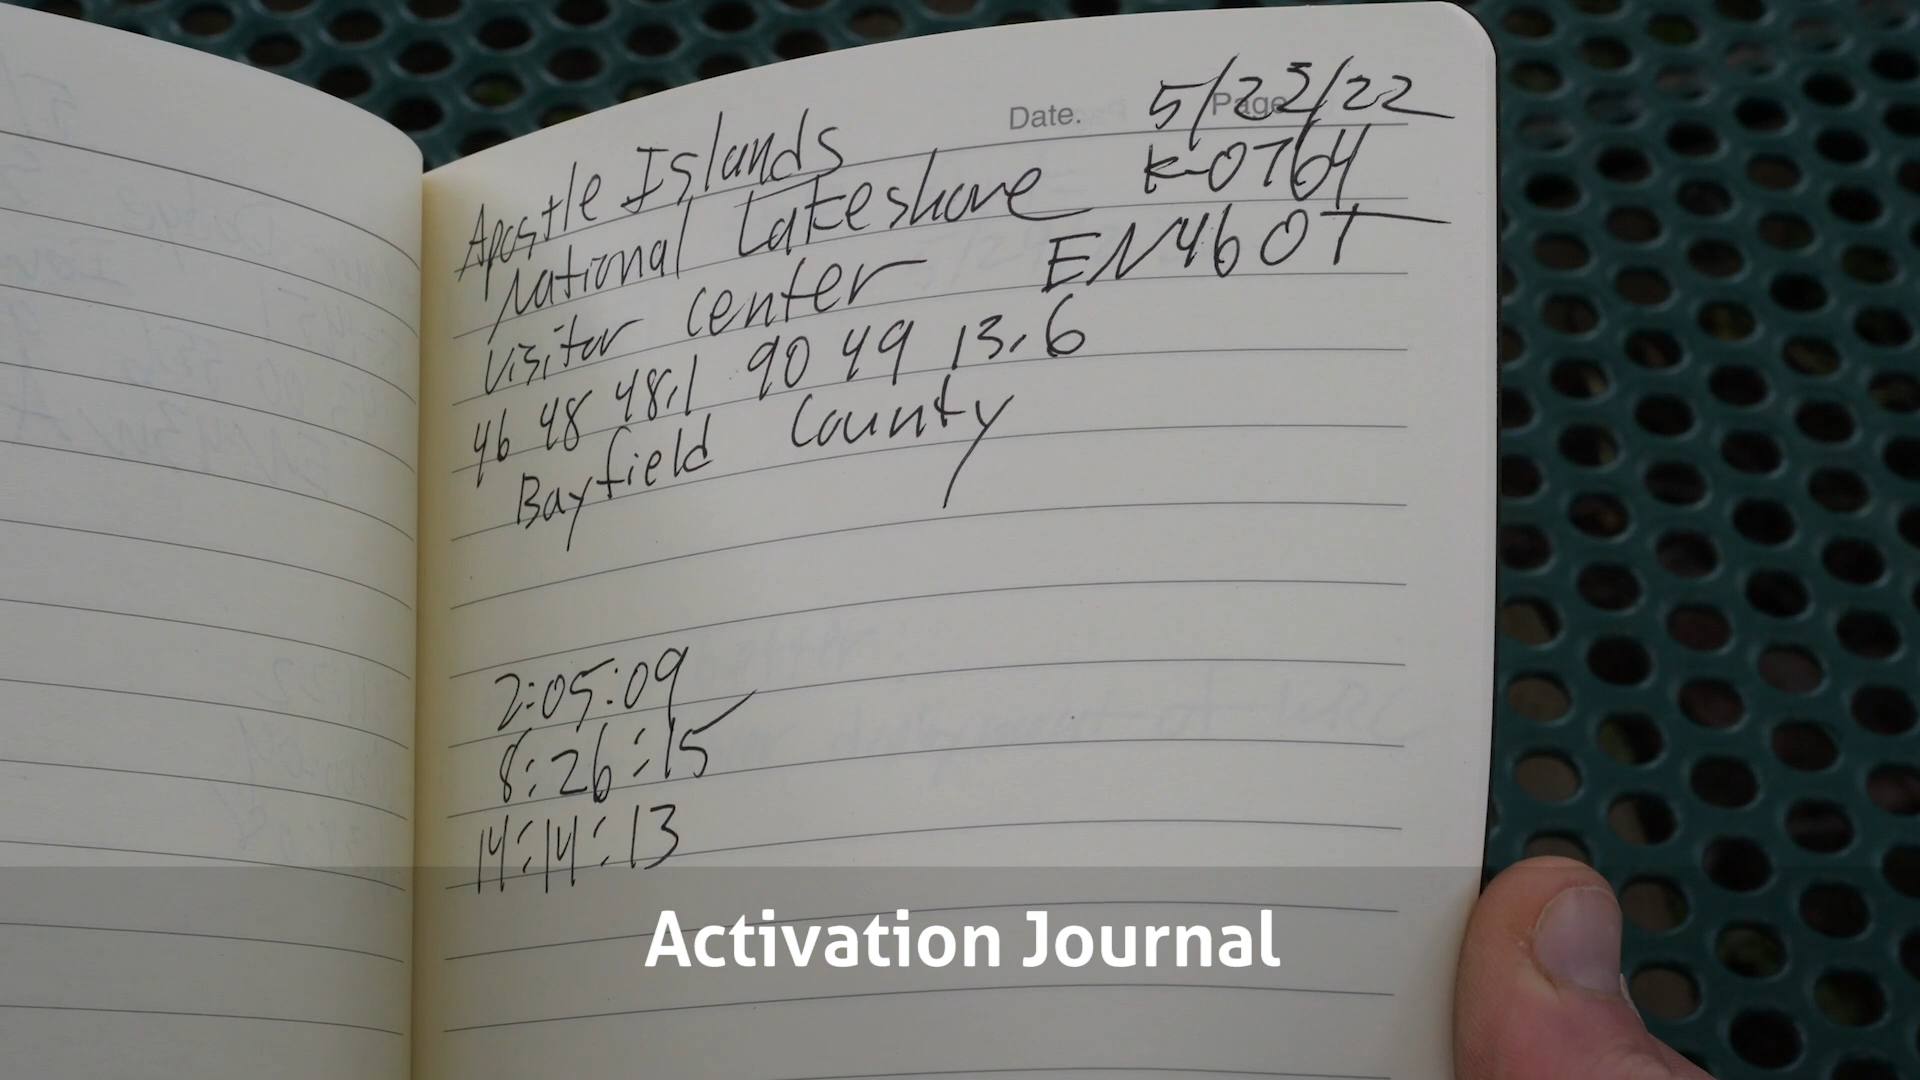 Date. Page
5/23/22
Apostle Islands
K-0764
National Lakeshore
EN46OT
Visitor Center
46 48 48.1 90 49 13.6
Bayfield County
2:05:09
8:26:15
14:14:13
Activation Journal